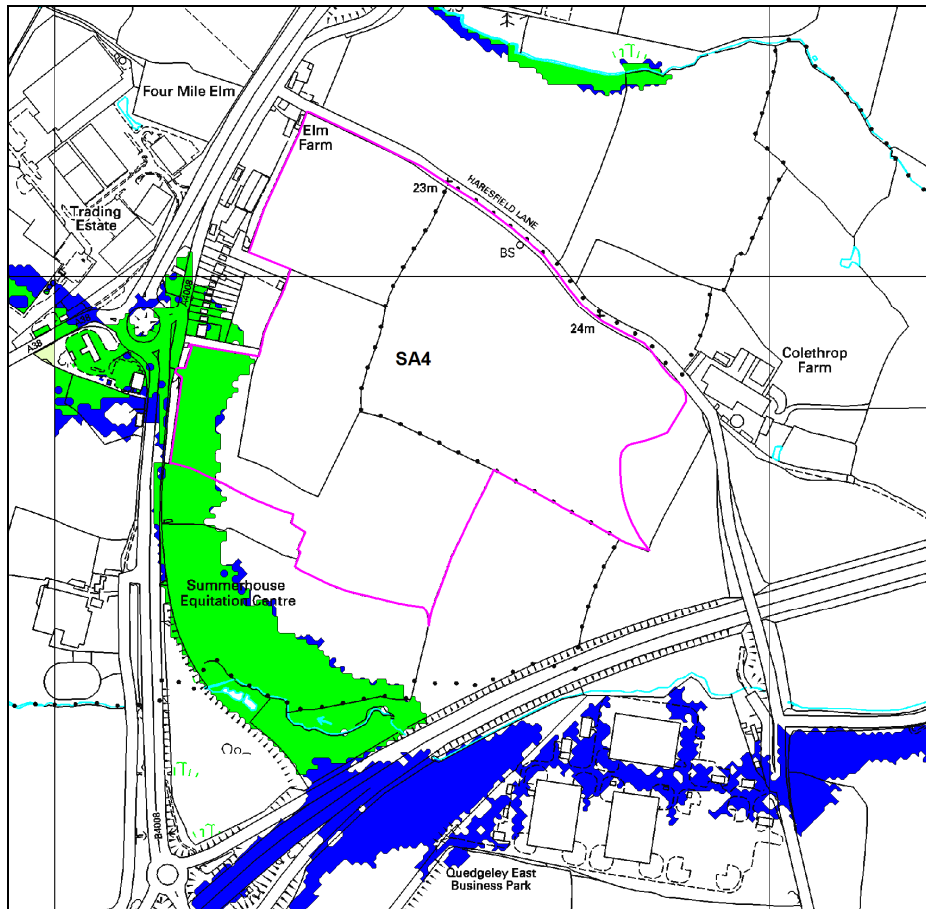 Four Mile Elm
Elm
Farm
23m
HARESFIELD LANE
Trading
Estate
BS
A4008
24m
A38
SA4
Colethrop
Farm
Summerhouse
Equitation Centre
B4008
Quedgeley East
Business Park